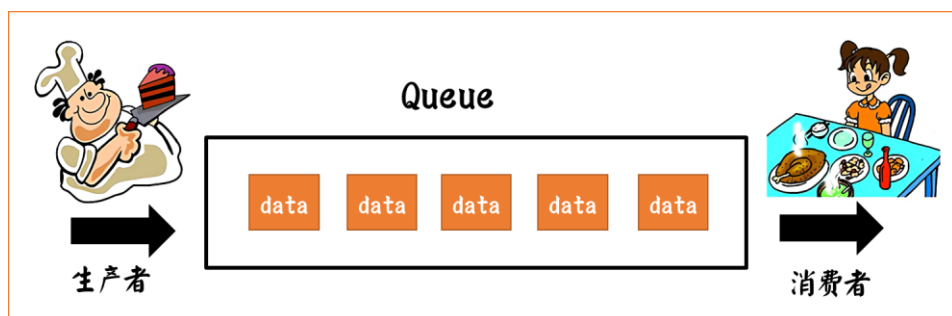 Queue
data data data data data
生产者
消费者